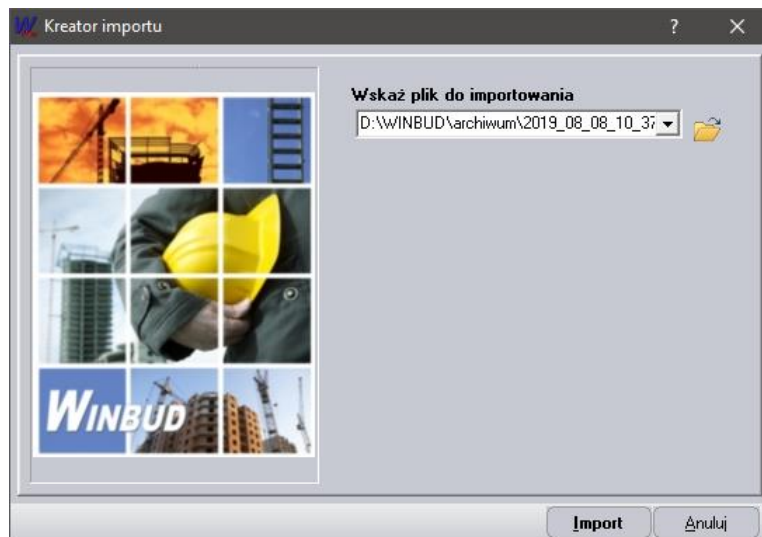 Kreator importu
Wskaż plik do importowania
D:\WINBUD\archiwum\2019_08_08_10_37
WINBUD
Import
Anuluj